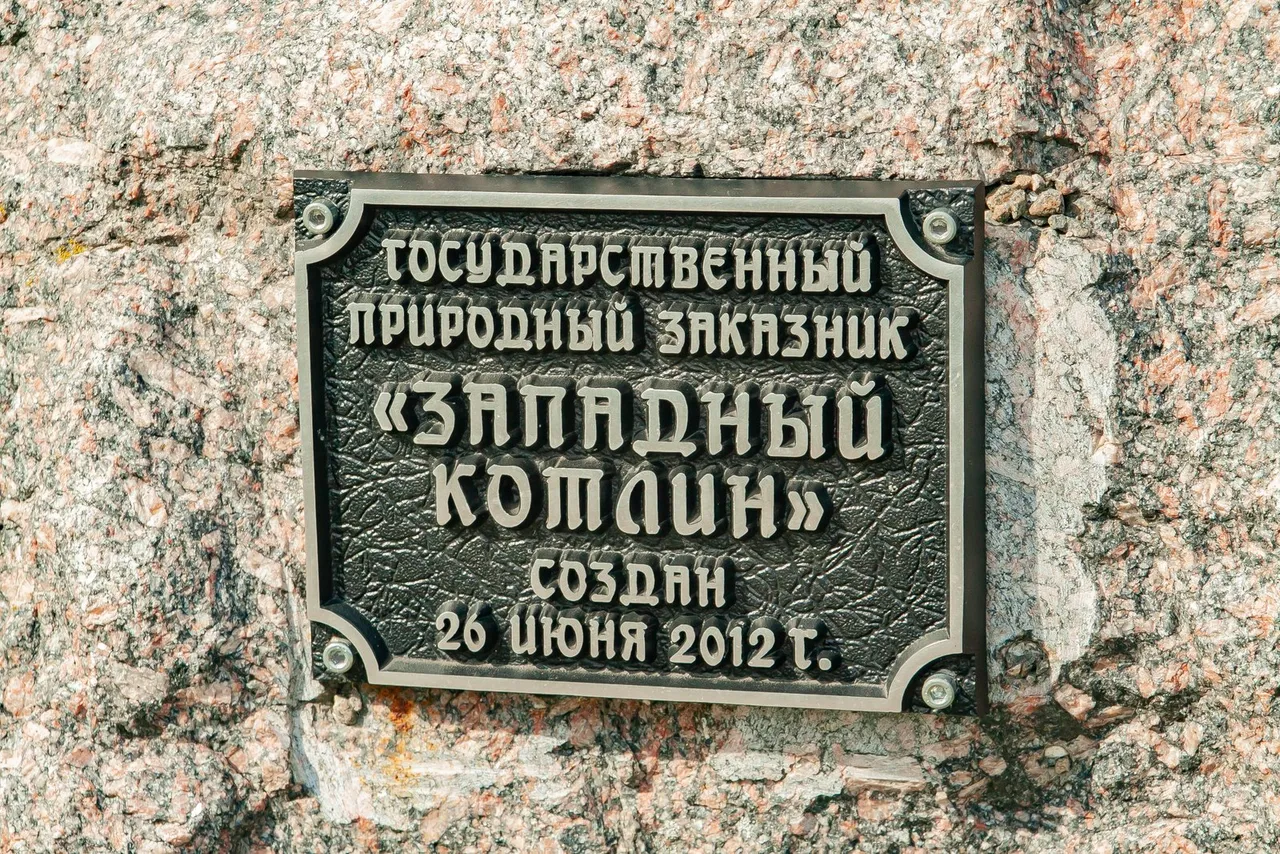 ГОСУДАРСТВЕННЫЙ
ПРИРОДНЫЙ ЗАКАЗНИК
«ЗАПАДНЫЙ
КОТЛИН»
СОЗДАН
26 ИЮНЯ 2012 Г.